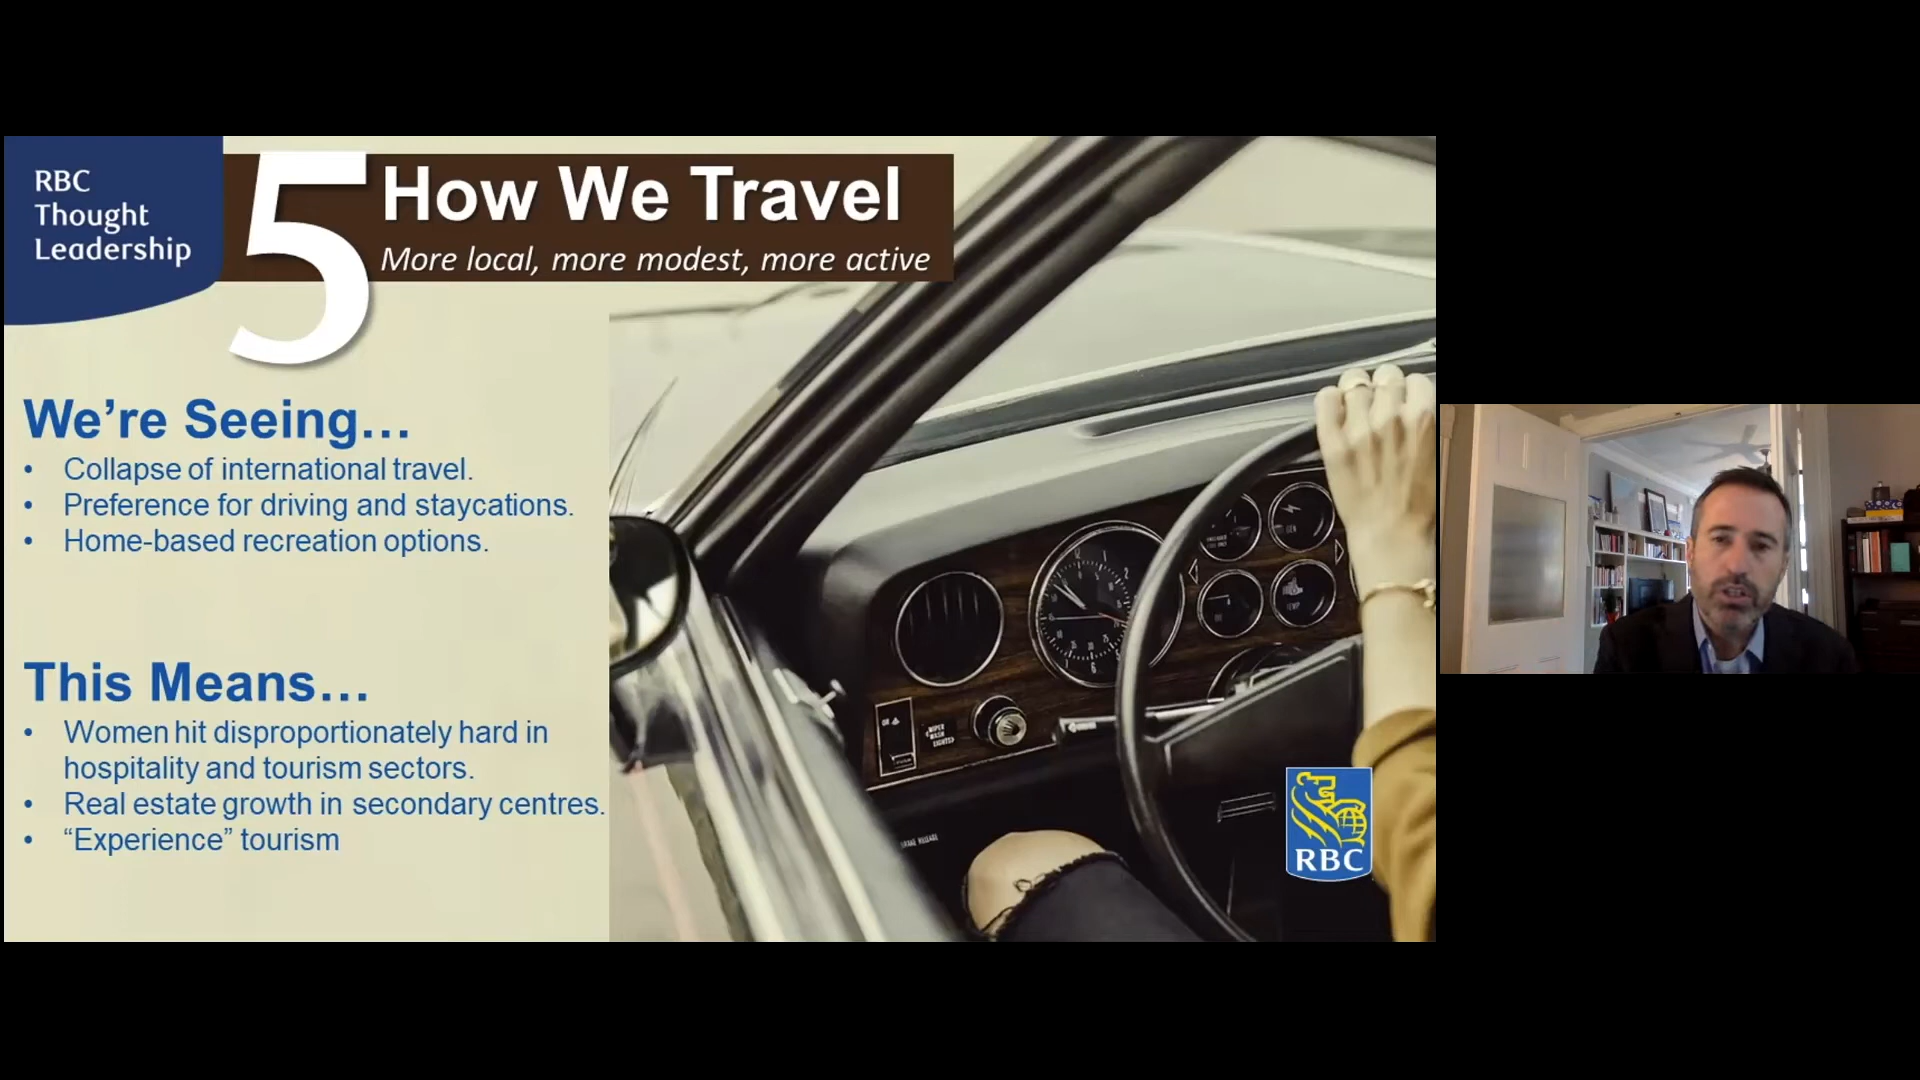 RBC
Thought
Leadership
5
How We Travel
More local, more modest, more active
We’re Seeing…
• Collapse of international travel.
• Preference for driving and staycations.
• Home-based recreation options.
This Means…
• Women hit disproportionately hard in
hospitality and tourism sectors.
• Real estate growth in secondary centres.
• “Experience” tourism
GEN
TEMP
RBC